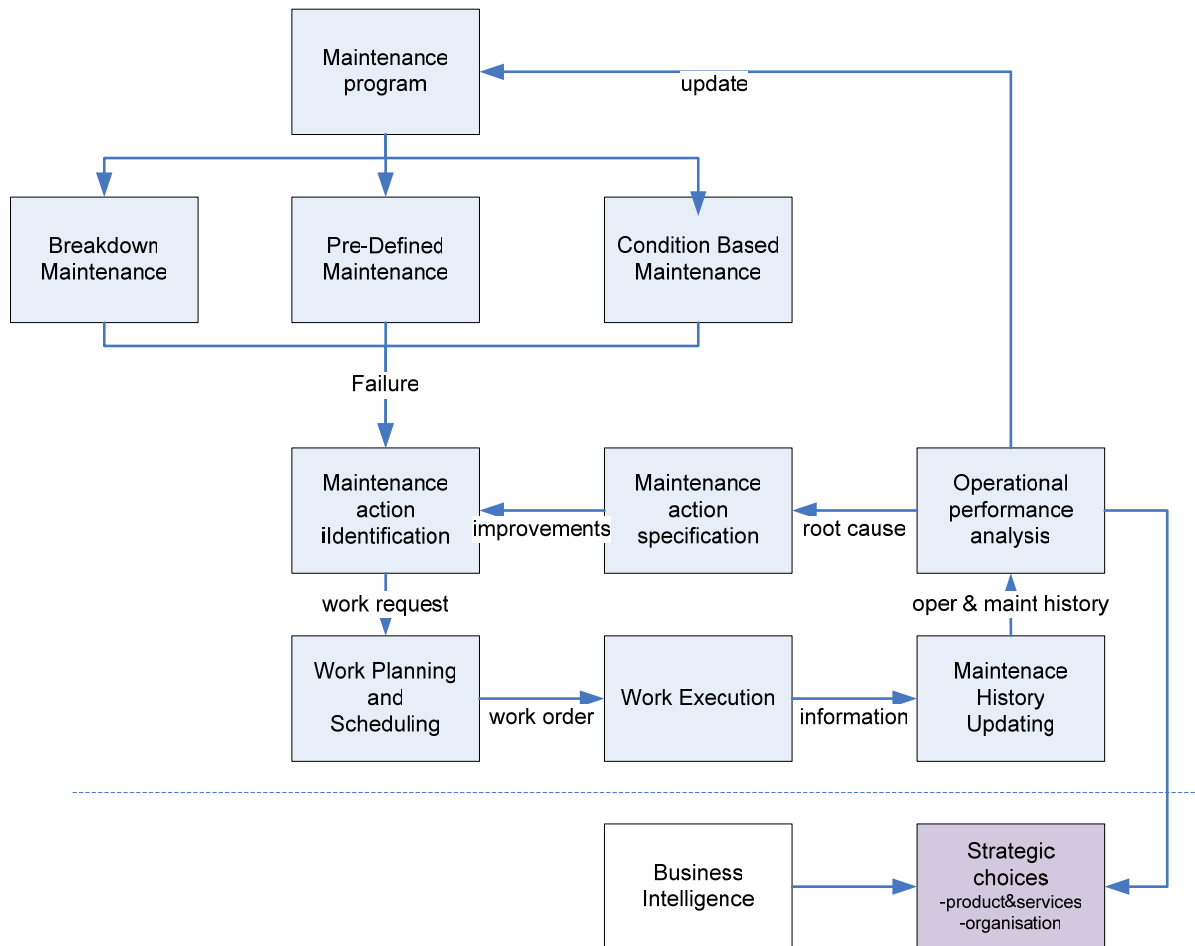 Maintenance
program
update
Breakdown
Maintenance
Pre-Defined
Maintenance
Condition Based
Maintenance
Failure
Maintenance
action
iIdentification
improvements
Maintenance
action
specification
root cause
Operational
performance
analysis
work request
oper & maint history
Work Planning
and
Scheduling
work order
Work Execution
information
Maintenace
History
Updating
Business
Intelligence
Strategic
choices
-product&services
-organisation